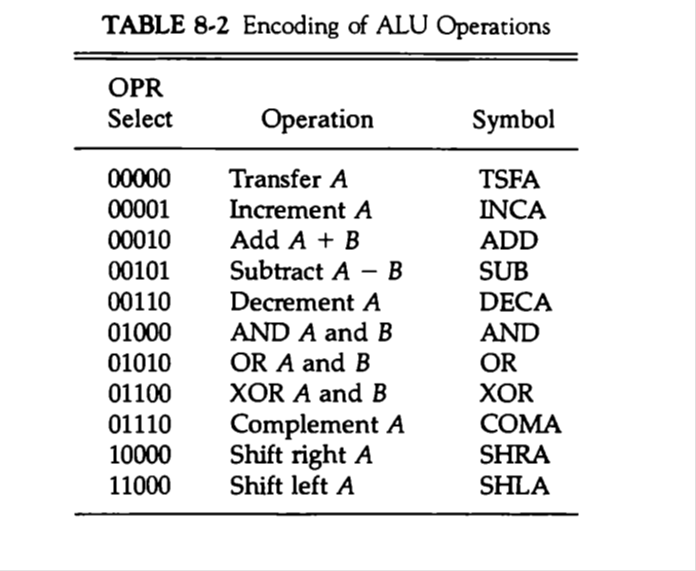 TABLE 8-2 Encoding of ALU Operations
OPR
Select Operation Symbol
00000 Transfer A TSFA
00001 Increment A INCA
00010 Add A + B ADD
00101 Subtract A − B SUB
00110 Decrement A DECA
01000 AND A and B AND
01010 OR A and B OR
01100 XOR A and B XOR
01110 Complement A COMA
10000 Shift right A SHRA
11000 Shift left A SHLA